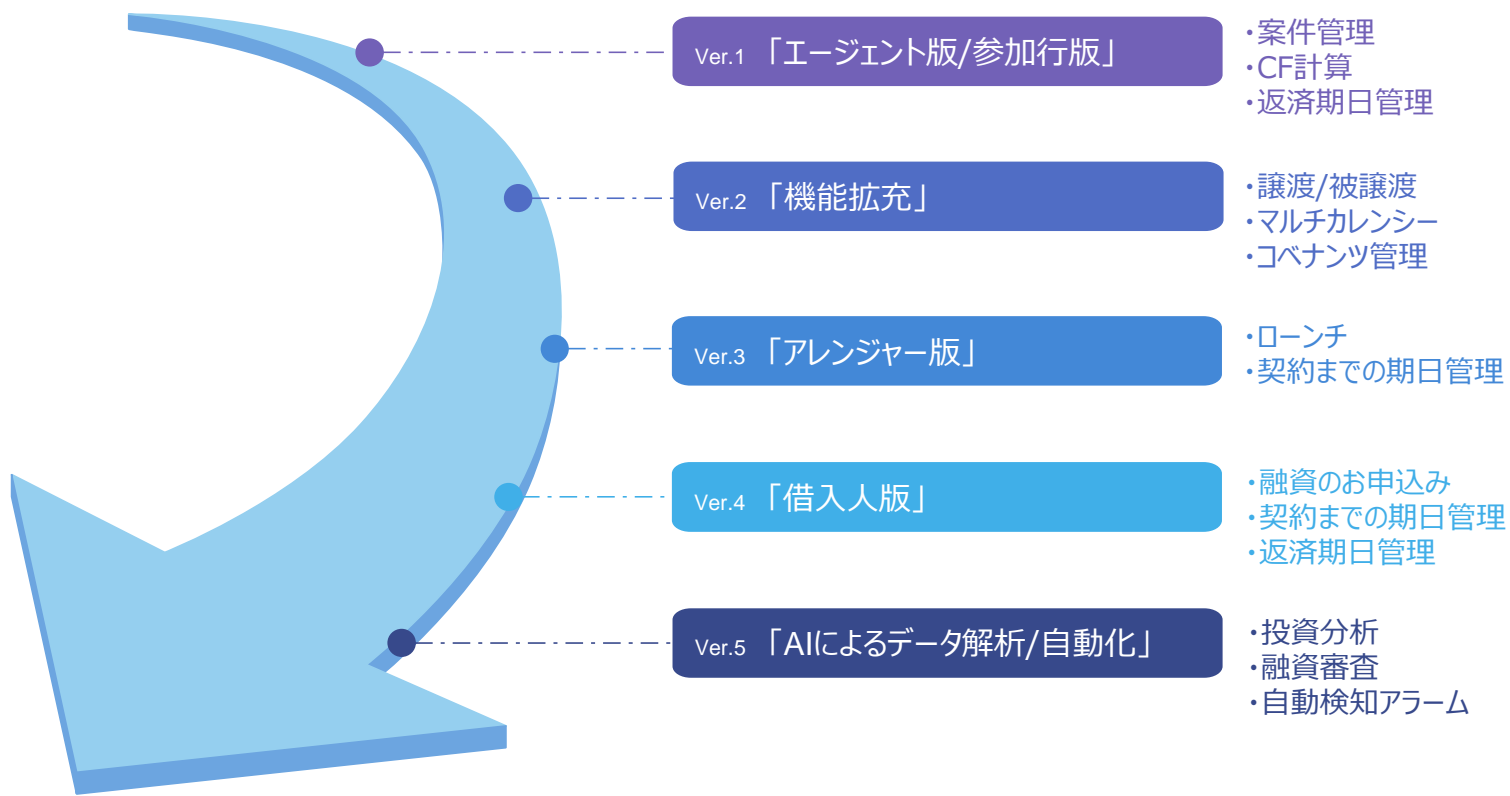 Ver.1 「エージェント版/参加行版」
・案件管理
・CF計算
・返済期日管理
Ver.2 「機能拡充」
・譲渡/被譲渡
・マルチカレンシー
・コベナンツ管理
Ver.3 「アレンジャー版」
・ローンチ
・契約までの期日管理
Ver.4 「借入人版」
・融資のお申込み
・契約までの期日管理
・返済期日管理
Ver.5 「AIによるデータ解析/自動化」
・投資分析
・融資審査
・自動検知アラーム